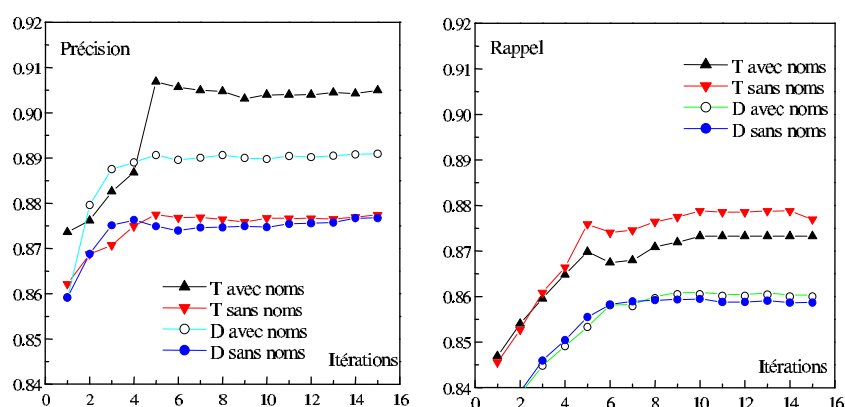 Précision
0.92
0.91
0.90
0.89
0.88
0.87
0.86
0.85
0.84
T avec noms
T sans noms
D avec noms
D sans noms
Itérations
0 2 4 6 8 10 12 14 16
Rappel
0.92
0.91
0.90
0.89
0.88
0.87
0.86
0.85
0.84
T avec noms
T sans noms
D avec noms
D sans noms
Itérations
0 2 4 6 8 10 12 14 16